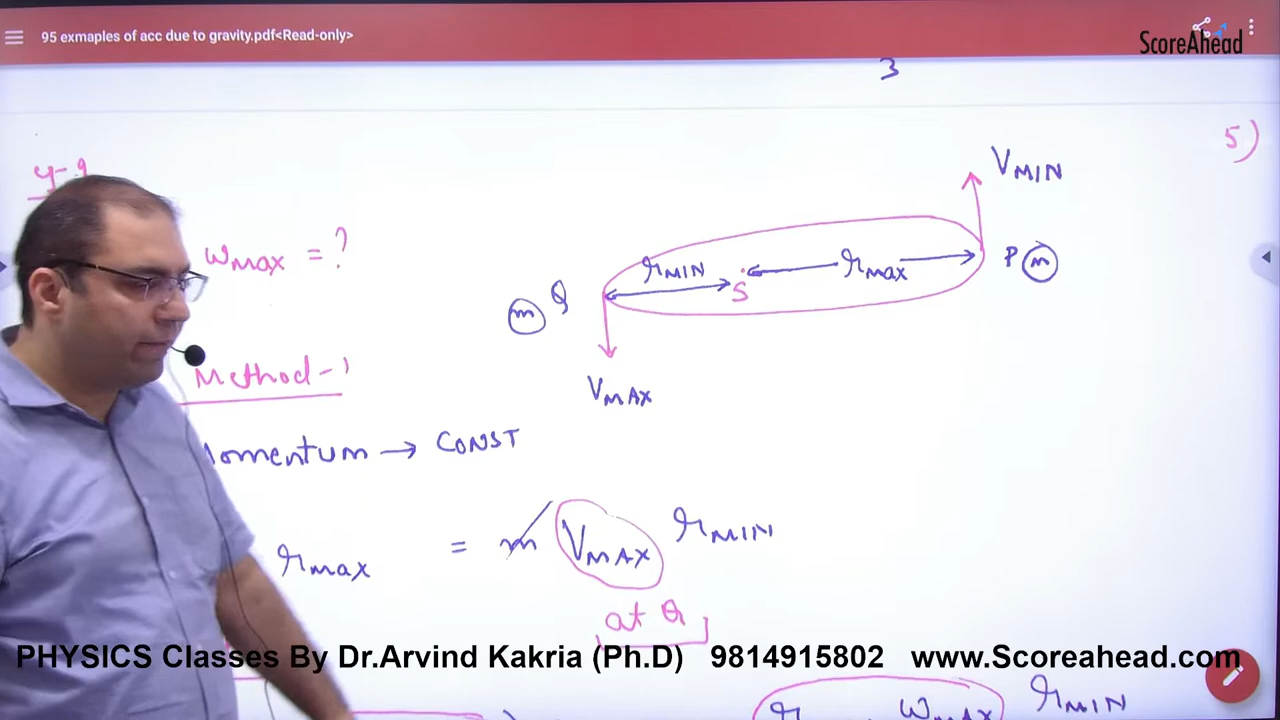 95 exmaples of acc due to gravity.pdf<Read-only>
ScoreAhead
3
5)
VMIN
ωMAX = ?
rMIN
S
rmax
P m
m Q
VMAX
Method-1
Momentum → CONST
rmax = m VMAX rMIN
at Q
PHYSICS Classes By Dr.Arvind Kakria (Ph.D) 9814915802 www.Scoreahead.com
ωMAX rMIN